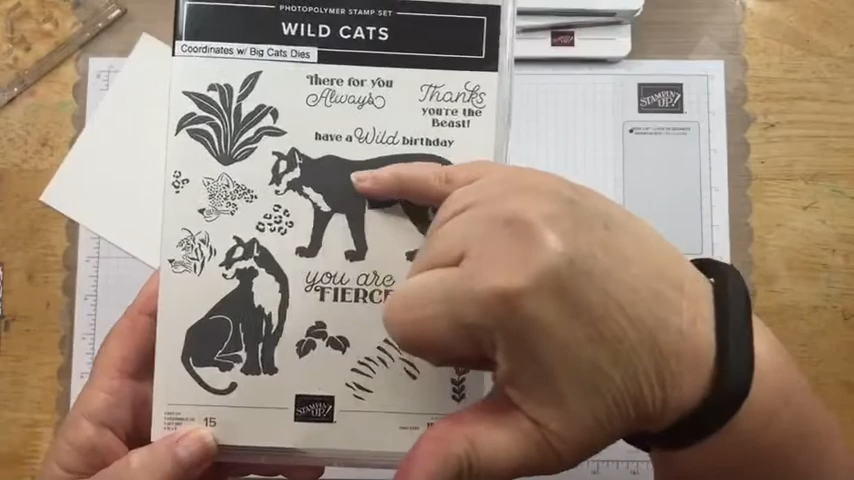 PHOTOPOLYMER STAMP SET
WILD CATS
Coordinates w/ Big Cats Dies
There for you
Always
Thanks
you're the
Beast!
have a Wild birthday
you are
FIERCE
15
STAMPIN' UP!
STAMPIN' UP!